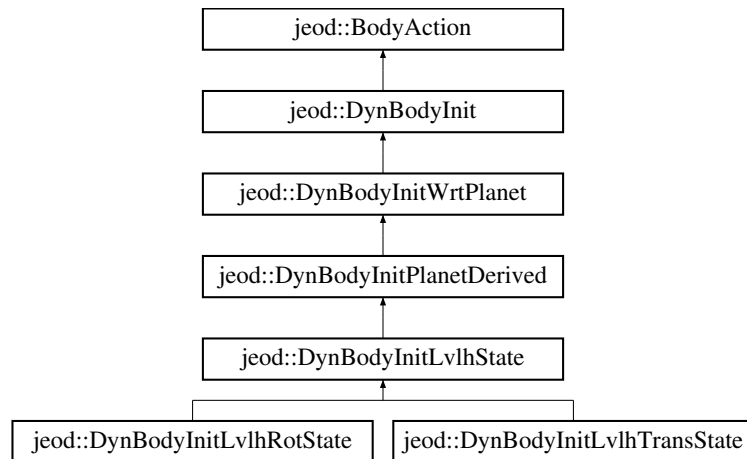 jeod::BodyAction
jeod::DynBodyInit
jeod::DynBodyInitWrtPlanet
jeod::DynBodyInitPlanetDerived
jeod::DynBodyInitLvlhState
jeod::DynBodyInitLvlhRotState
jeod::DynBodyInitLvlhTransState